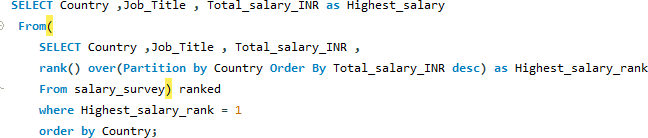 SELECT Country ,Job_Title , Total_salary_INR as Highest_salary
From(
SELECT Country ,Job_Title , Total_salary_INR ,
rank() over(Partition by Country Order By Total_salary_INR desc) as Highest_salary_rank
From salary_survey) ranked
where Highest_salary_rank = 1
order by Country;